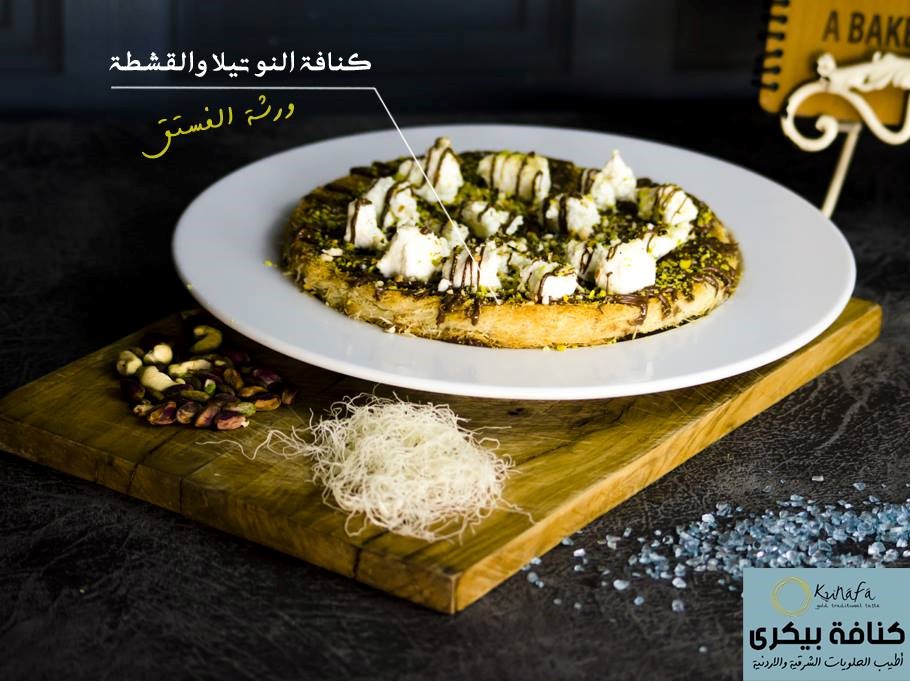 كنافة النوتيلا والقشطة
ورشة الفستق
A BAKE
Kunafa
gold traditional taste
كنافة بيكري
أطيب الحلويات الشرقية والاردنية